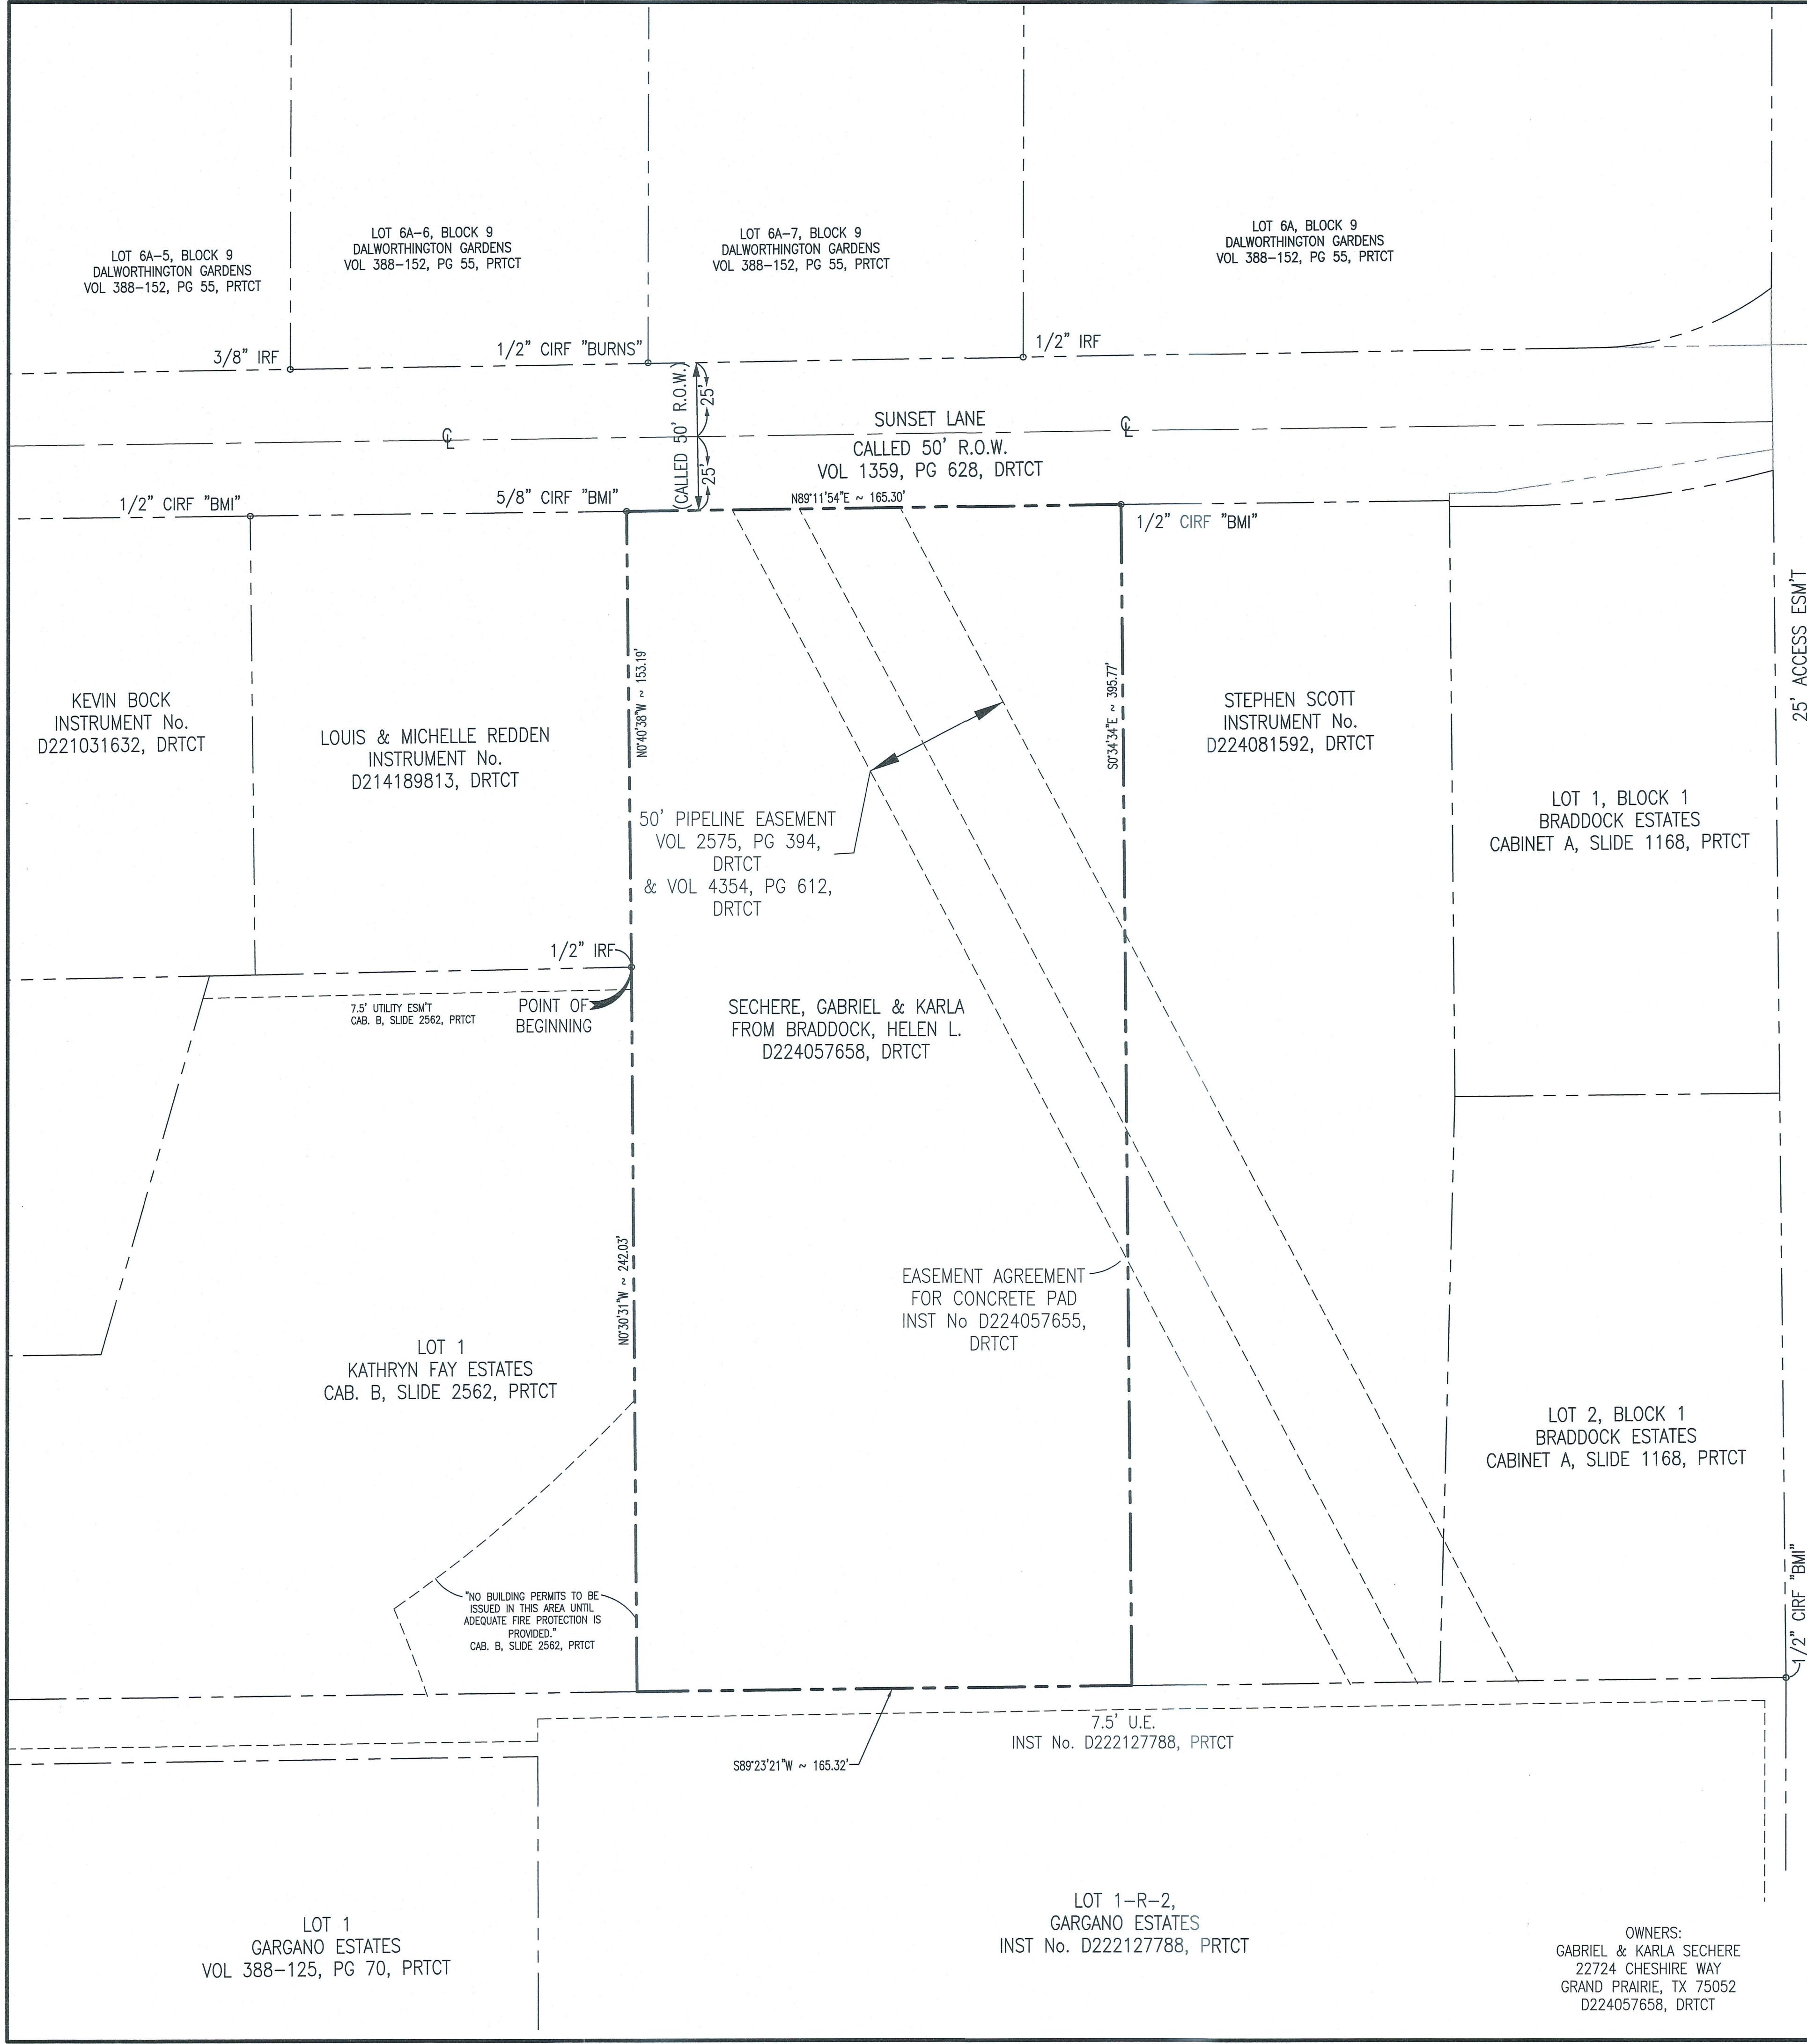 LOT 6A-5, BLOCK 9
DALWORTHINGTON GARDENS
VOL 388-152, PG 55, PRTCT
LOT 6A-6, BLOCK 9
DALWORTHINGTON GARDENS
VOL 388-152, PG 55, PRTCT
LOT 6A-7, BLOCK 9
DALWORTHINGTON GARDENS
VOL 388-152, PG 55, PRTCT
LOT 6A, BLOCK 9
DALWORTHINGTON GARDENS
VOL 388-152, PG 55, PRTCT
3/8" IRF
1/2" CIRF "BURNS"
1/2" IRF
(CALLED 50' R.O.W.)
25'
25'
℄
SUNSET LANE
℄
CALLED 50' R.O.W.
VOL 1359, PG 628, DRTCT
1/2" CIRF "BMI"
5/8" CIRF "BMI"
N89°11'54"E ~ 165.30'
1/2" CIRF "BMI"
25' ACCESS ESM'T
N0°40'38"W ~ 153.19'
S0°34'34"E ~ 395.77'
KEVIN BOCK
INSTRUMENT No.
D221031632, DRTCT
LOUIS & MICHELLE REDDEN
INSTRUMENT No.
D214189813, DRTCT
STEPHEN SCOTT
INSTRUMENT No.
D224081592, DRTCT
LOT 1, BLOCK 1
BRADDOCK ESTATES
CABINET A, SLIDE 1168, PRTCT
50' PIPELINE EASEMENT
VOL 2575, PG 394,
DRTCT
& VOL 4354, PG 612,
DRTCT
1/2" IRF
7.5' UTILITY ESM'T
CAB. B, SLIDE 2562, PRTCT
POINT OF
BEGINNING
SECHERE, GABRIEL & KARLA
FROM BRADDOCK, HELEN L.
D224057658, DRTCT
N0°30'31"W ~ 242.03'
EASEMENT AGREEMENT
FOR CONCRETE PAD
INST No D224057655,
DRTCT
LOT 1
KATHRYN FAY ESTATES
CAB. B, SLIDE 2562, PRTCT
LOT 2, BLOCK 1
BRADDOCK ESTATES
CABINET A, SLIDE 1168, PRTCT
"NO BUILDING PERMITS TO BE
ISSUED IN THIS AREA UNTIL
ADEQUATE FIRE PROTECTION IS
PROVIDED."
CAB. B, SLIDE 2562, PRTCT
1/2" CIRF "BMI"
7.5' U.E.
INST No. D222127788, PRTCT
S89°23'21"W ~ 165.32'
LOT 1
GARGANO ESTATES
VOL 388-125, PG 70, PRTCT
LOT 1-R-2,
GARGANO ESTATES
INST No. D222127788, PRTCT
OWNERS:
GABRIEL & KARLA SECHERE
22724 CHESHIRE WAY
GRAND PRAIRIE, TX 75052
D224057658, DRTCT